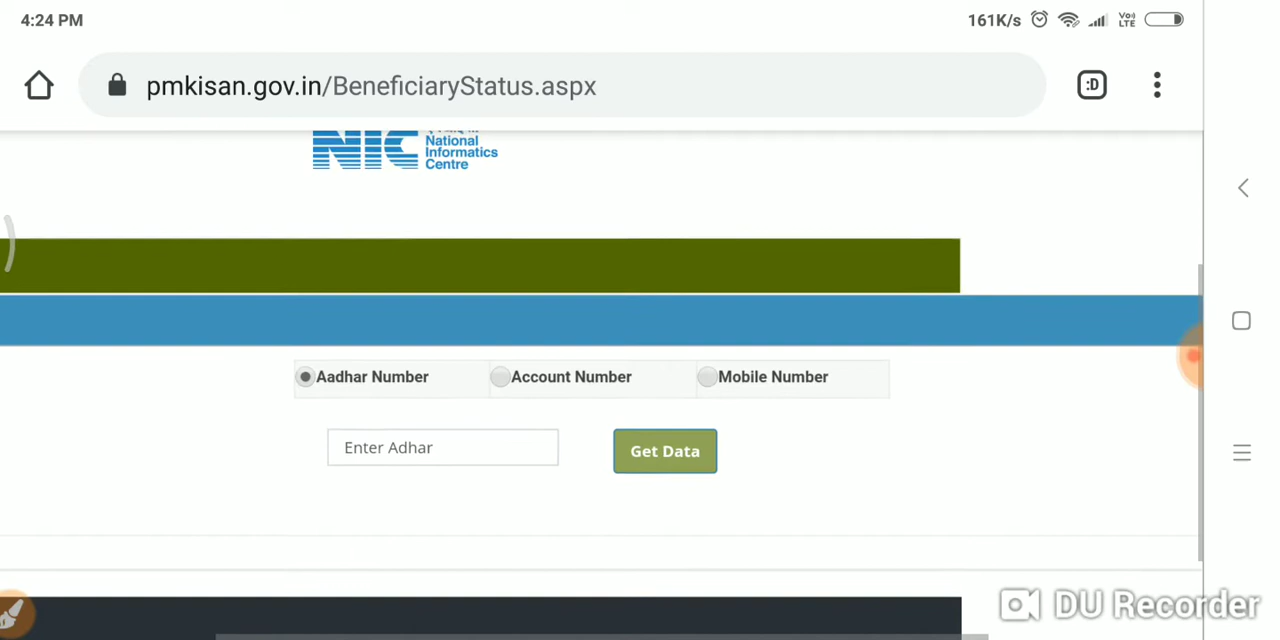 4:24 PM
161K/s
Vo)) LTE
pmkisan.gov.in/BeneficiaryStatus.aspx
:D
NIC National
Informatics
Centre
Aadhar Number Account Number Mobile Number
Enter Adhar Get Data
DU Recorder